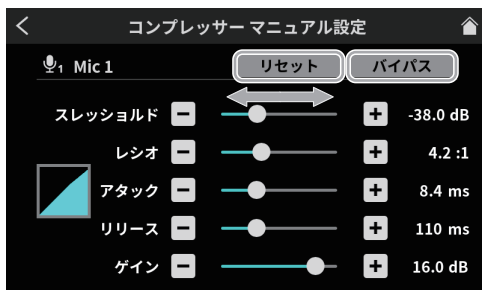 コンプレッサー マニュアル設定
1 Mic 1 リセット バイパス
スレッショルド -38.0 dB
レシオ 4.2 :1
アタック 8.4 ms
リリース 110 ms
ゲイン 16.0 dB